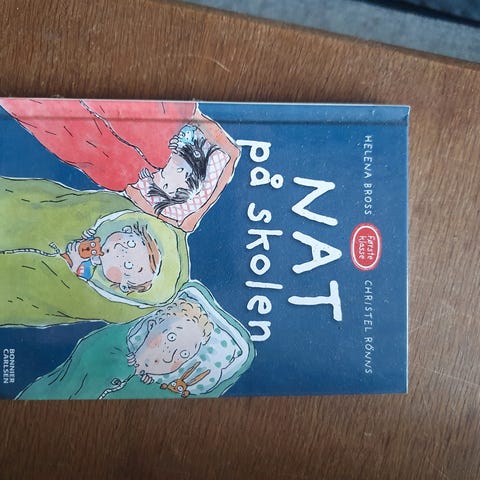 HELENA BROSS
Første
klasse
CHRISTEL RÖNNS
NAT
på skolen
BONNIER
CARLSEN